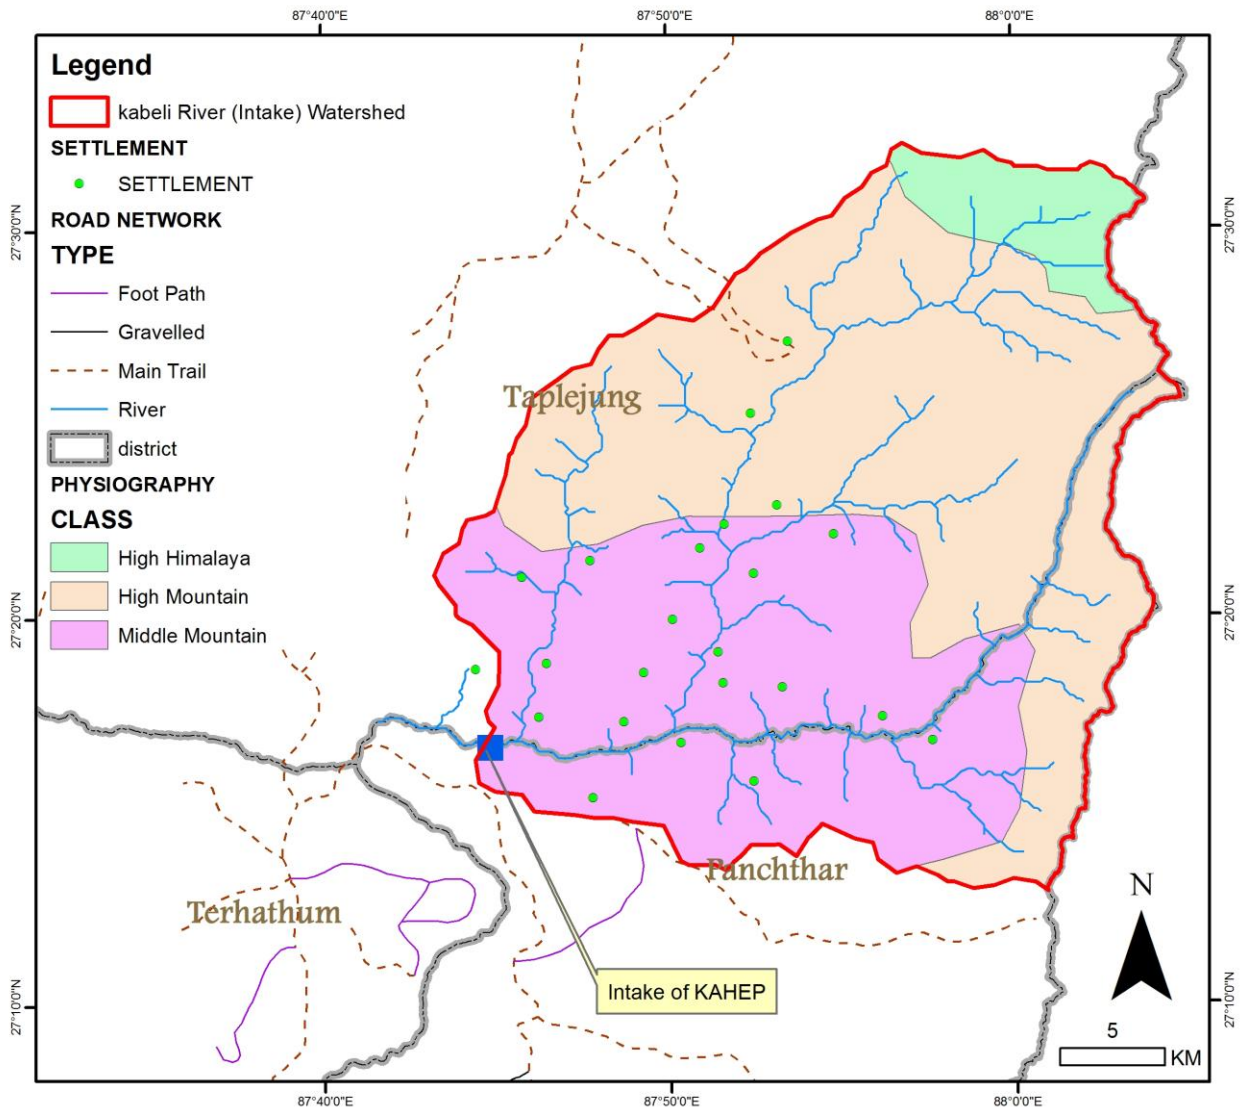 87°40'0"E
87°50'0"E
88°0'0"E
Legend
kabeli River (Intake) Watershed
SETTLEMENT
SETTLEMENT
ROAD NETWORK
TYPE
Foot Path
Gravelled
Main Trail
River
district
PHYSIOGRAPHY
CLASS
High Himalaya
High Mountain
Middle Mountain
27°30'0"N
27°30'0"N
Taplejung
27°20'0"N
27°20'0"N
Panchthar
Terhathum
N
Intake of KAHEP
27°10'0"N
27°10'0"N
5
KM
87°40'0"E
87°50'0"E
88°0'0"E